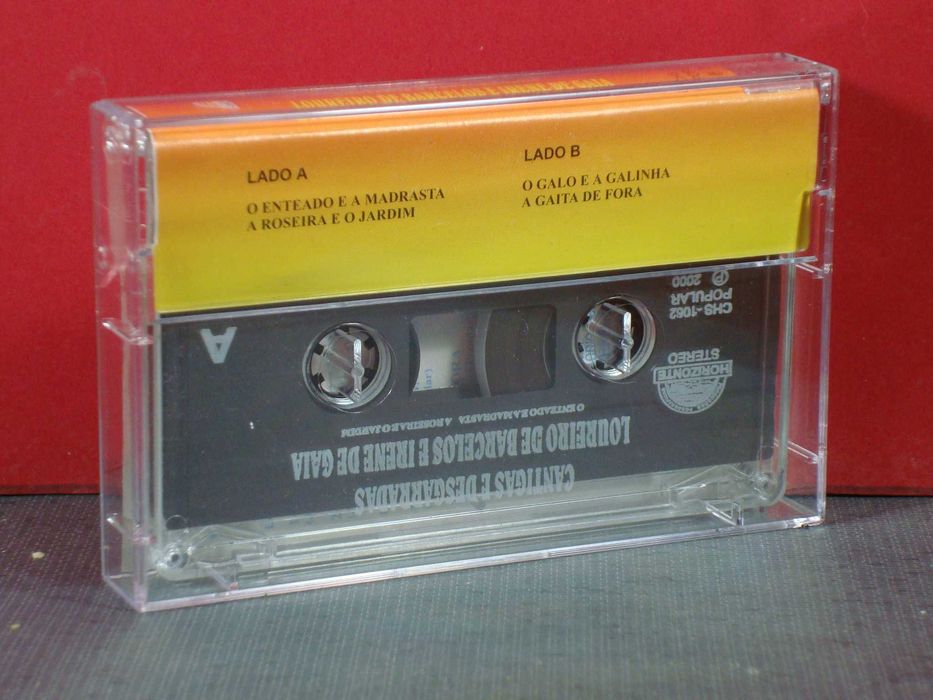 LOUREIRO DE BARCELOS E IRENE DE GAIA
LADO A
O ENTEADO E A MADRASTA
A ROSEIRA E O JARDIM
LADO B
O GALO E A GALINHA
A GAITA DE FORA
CANTIGAS E DESGARRADAS
LOUREIRO DE BARCELOS E IRENE DE GAIA
O ENTEADO E A MADRASTA A ROSEIRA E O JARDIM
HORIZONTE
STEREO
CHS-1062
POPULAR
℗ 2000
A